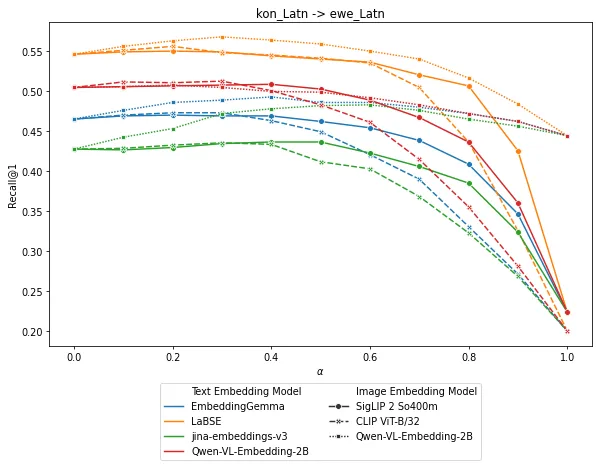 kon_Latn -> ewe_Latn
Recall@1
0.55
0.50
0.45
0.40
0.35
0.30
0.25
0.20
0.0
0.2
0.4
0.6
0.8
1.0
α
Text Embedding Model
EmbeddingGemma
LaBSE
jina-embeddings-v3
Qwen-VL-Embedding-2B
Image Embedding Model
SigLIP 2 So400m
CLIP ViT-B/32
Qwen-VL-Embedding-2B